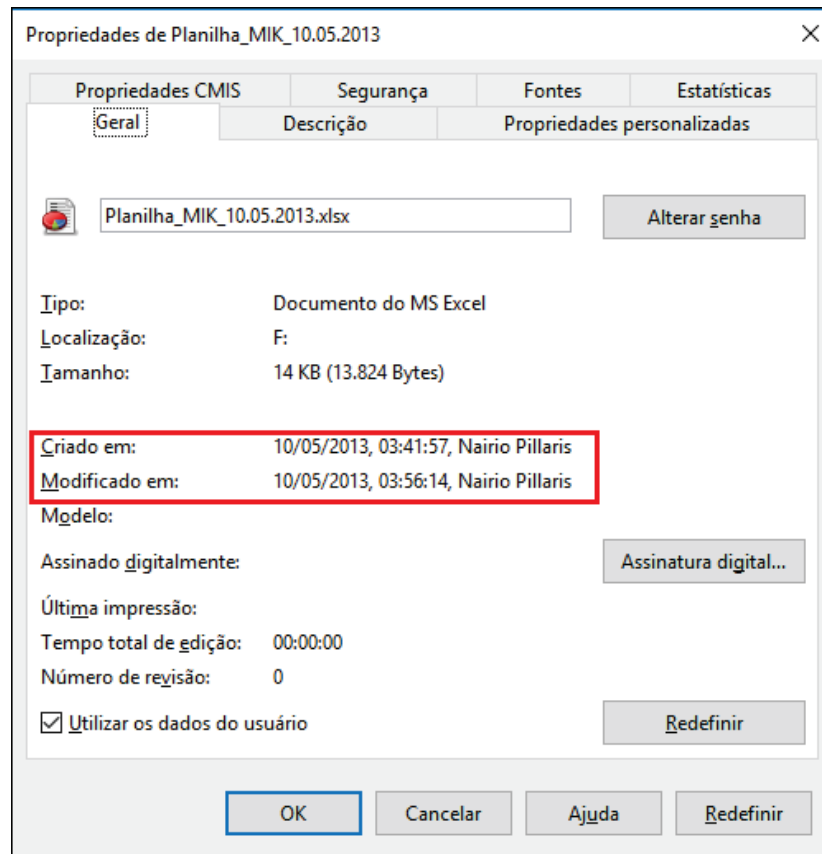 Propriedades de Planilha_MIK_10.05.2013
Propriedades CMIS Segurança Fontes Estatísticas
Geral Descrição Propriedades personalizadas
Planilha_MIK_10.05.2013.xlsx Alterar senha
Tipo: Documento do MS Excel
Localização: F:
Tamanho: 14 KB (13.824 Bytes)
Criado em: 10/05/2013, 03:41:57, Nairio Pillaris
Modificado em: 10/05/2013, 03:56:14, Nairio Pillaris
Modelo:
Assinado digitalmente: Assinatura digital...
Última impressão:
Tempo total de edição: 00:00:00
Número de revisão: 0
Utilizar os dados do usuário Redefinir
OK Cancelar Ajuda Redefinir